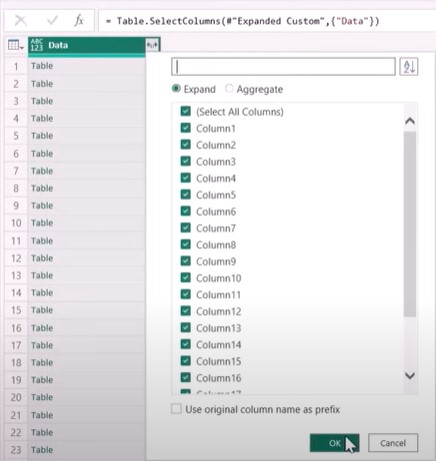 fx = Table.SelectColumns(#"Expanded Custom",{"Data"})
ABC 123 Data
1 Table
2 Table
3 Table
4 Table
5 Table
6 Table
7 Table
8 Table
9 Table
10 Table
11 Table
12 Table
13 Table
14 Table
15 Table
16 Table
17 Table
18 Table
19 Table
20 Table
21 Table
22 Table
23 Table
A Z
Expand Aggregate
(Select All Columns)
Column1
Column2
Column3
Column4
Column5
Column6
Column7
Column8
Column9
Column10
Column11
Column12
Column13
Column14
Column15
Column16
Use original column name as prefix
OK Cancel